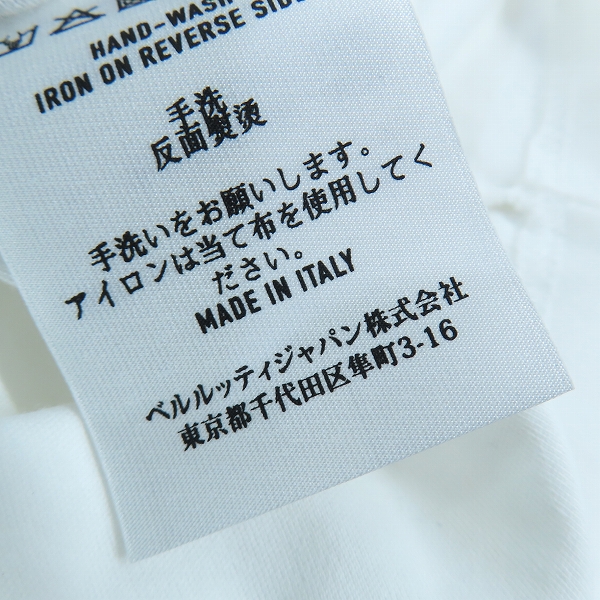 HAND-WASH
IRON ON REVERSE SIDE
手洗
反面熨烫
手洗いをお願いします。
アイロンは当て布を使用してく
ださい。
MADE IN ITALY
ベルルッティジャパン株式会社
東京都千代田区隼町3-16